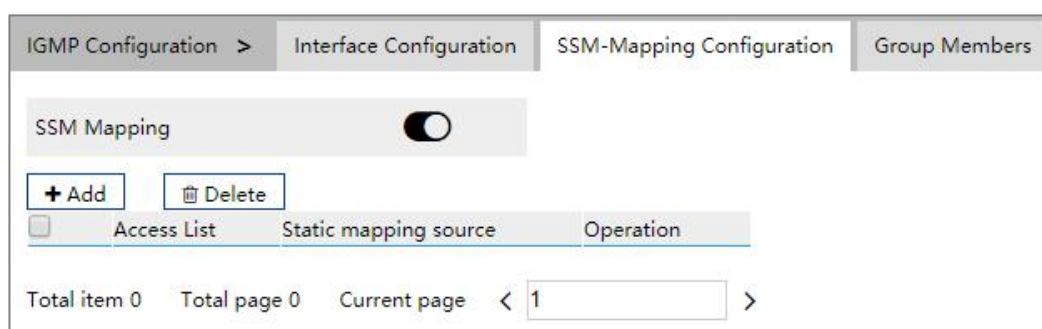 IGMP Configuration > Interface Configuration SSM-Mapping Configuration Group Members
SSM Mapping
+ Add Delete
Access List Static mapping source Operation
Total item 0 Total page 0 Current page < 1 >